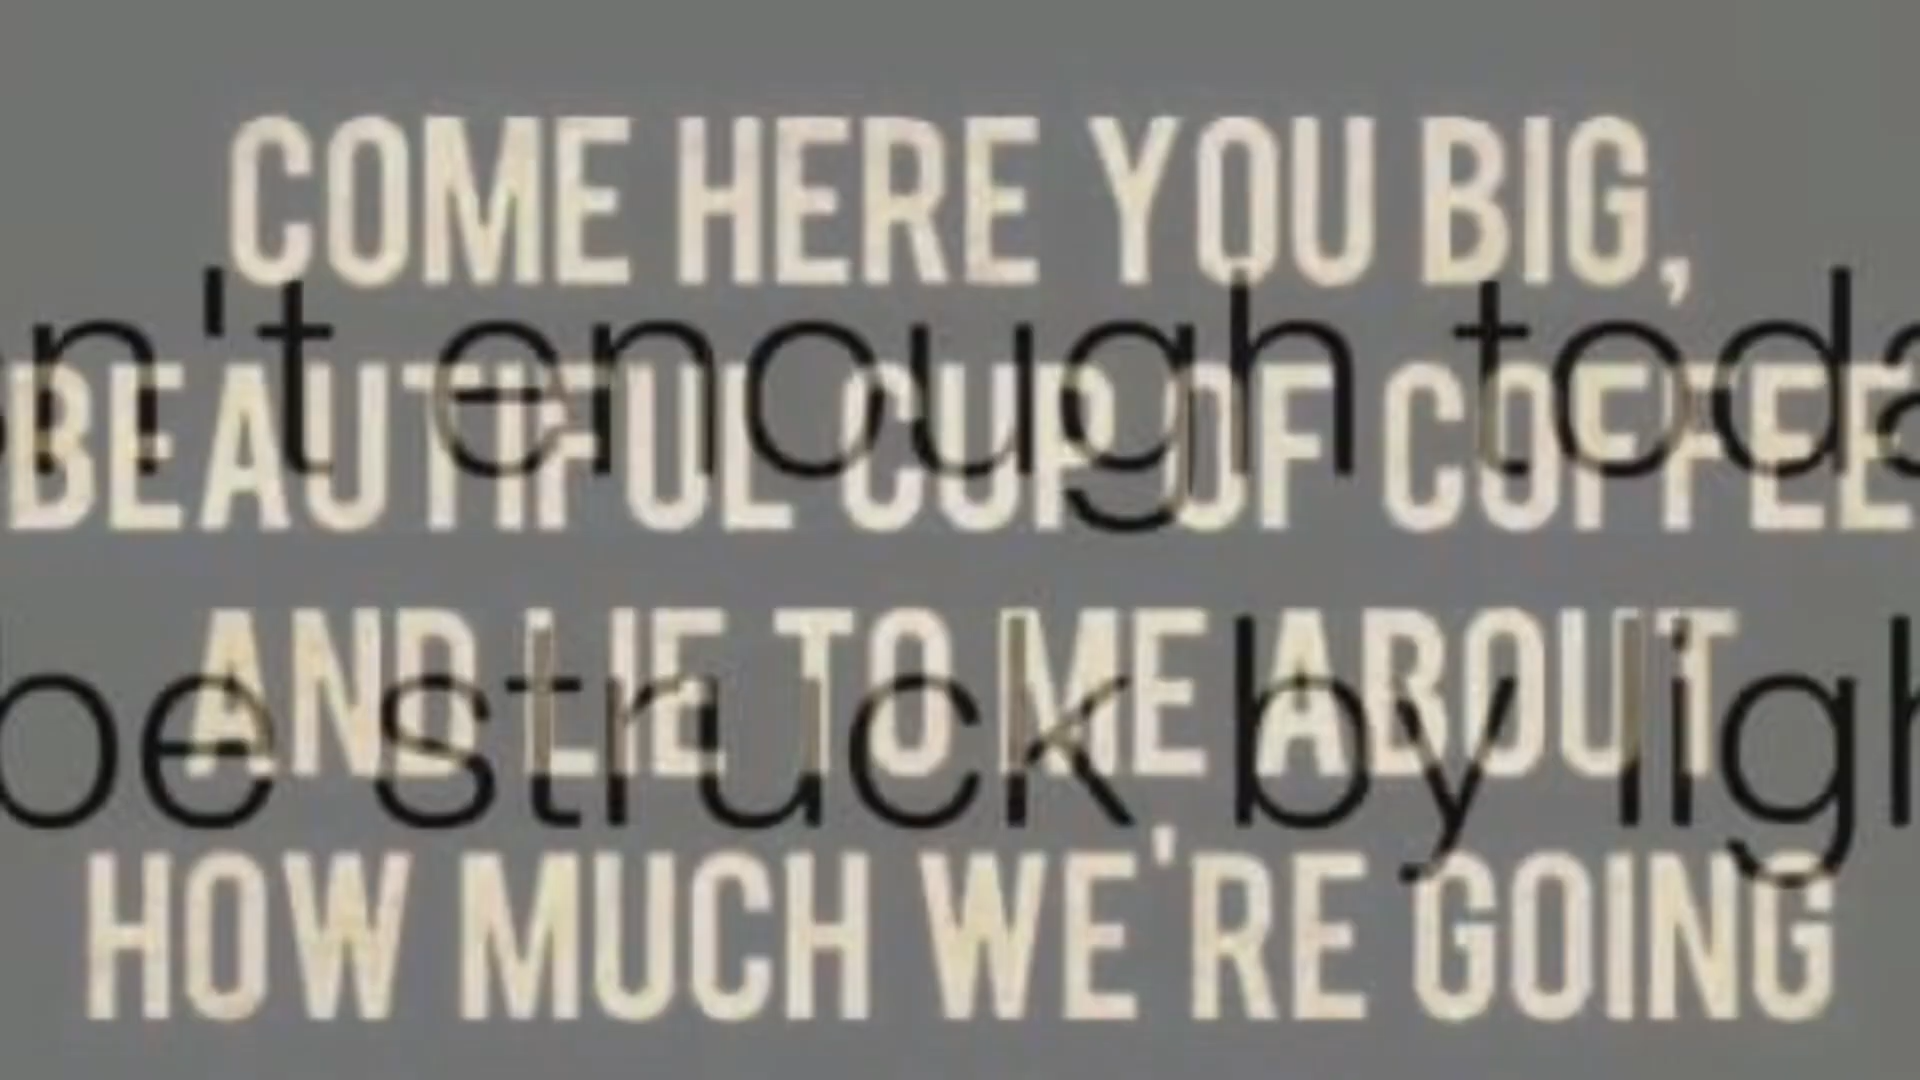 COME HERE YOU BIG,
n't enough toda
BEAUTIFUL CUP OF COFFEE
AND LIE TO ME ABOUT
be struck by ligh
HOW MUCH WE'RE GOING